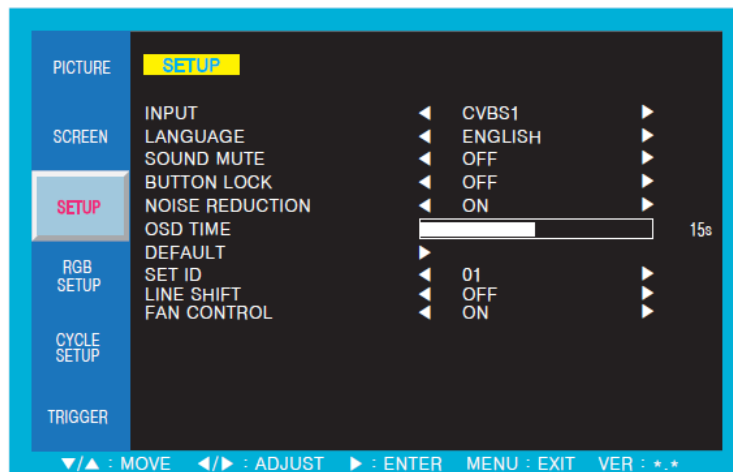 PICTURE
SCREEN
SETUP
RGB
SETUP
CYCLE
SETUP
TRIGGER
SETUP
INPUT ◀ CVBS1 ▶
LANGUAGE ◀ ENGLISH ▶
SOUND MUTE ◀ OFF ▶
BUTTON LOCK ◀ OFF ▶
NOISE REDUCTION ◀ ON ▶
OSD TIME 15s
DEFAULT ▶
SET ID ◀ 01 ▶
LINE SHIFT ◀ OFF ▶
FAN CONTROL ◀ ON ▶
▼/▲ : MOVE ◀/▶ : ADJUST ▶ : ENTER MENU : EXIT VER : *.*